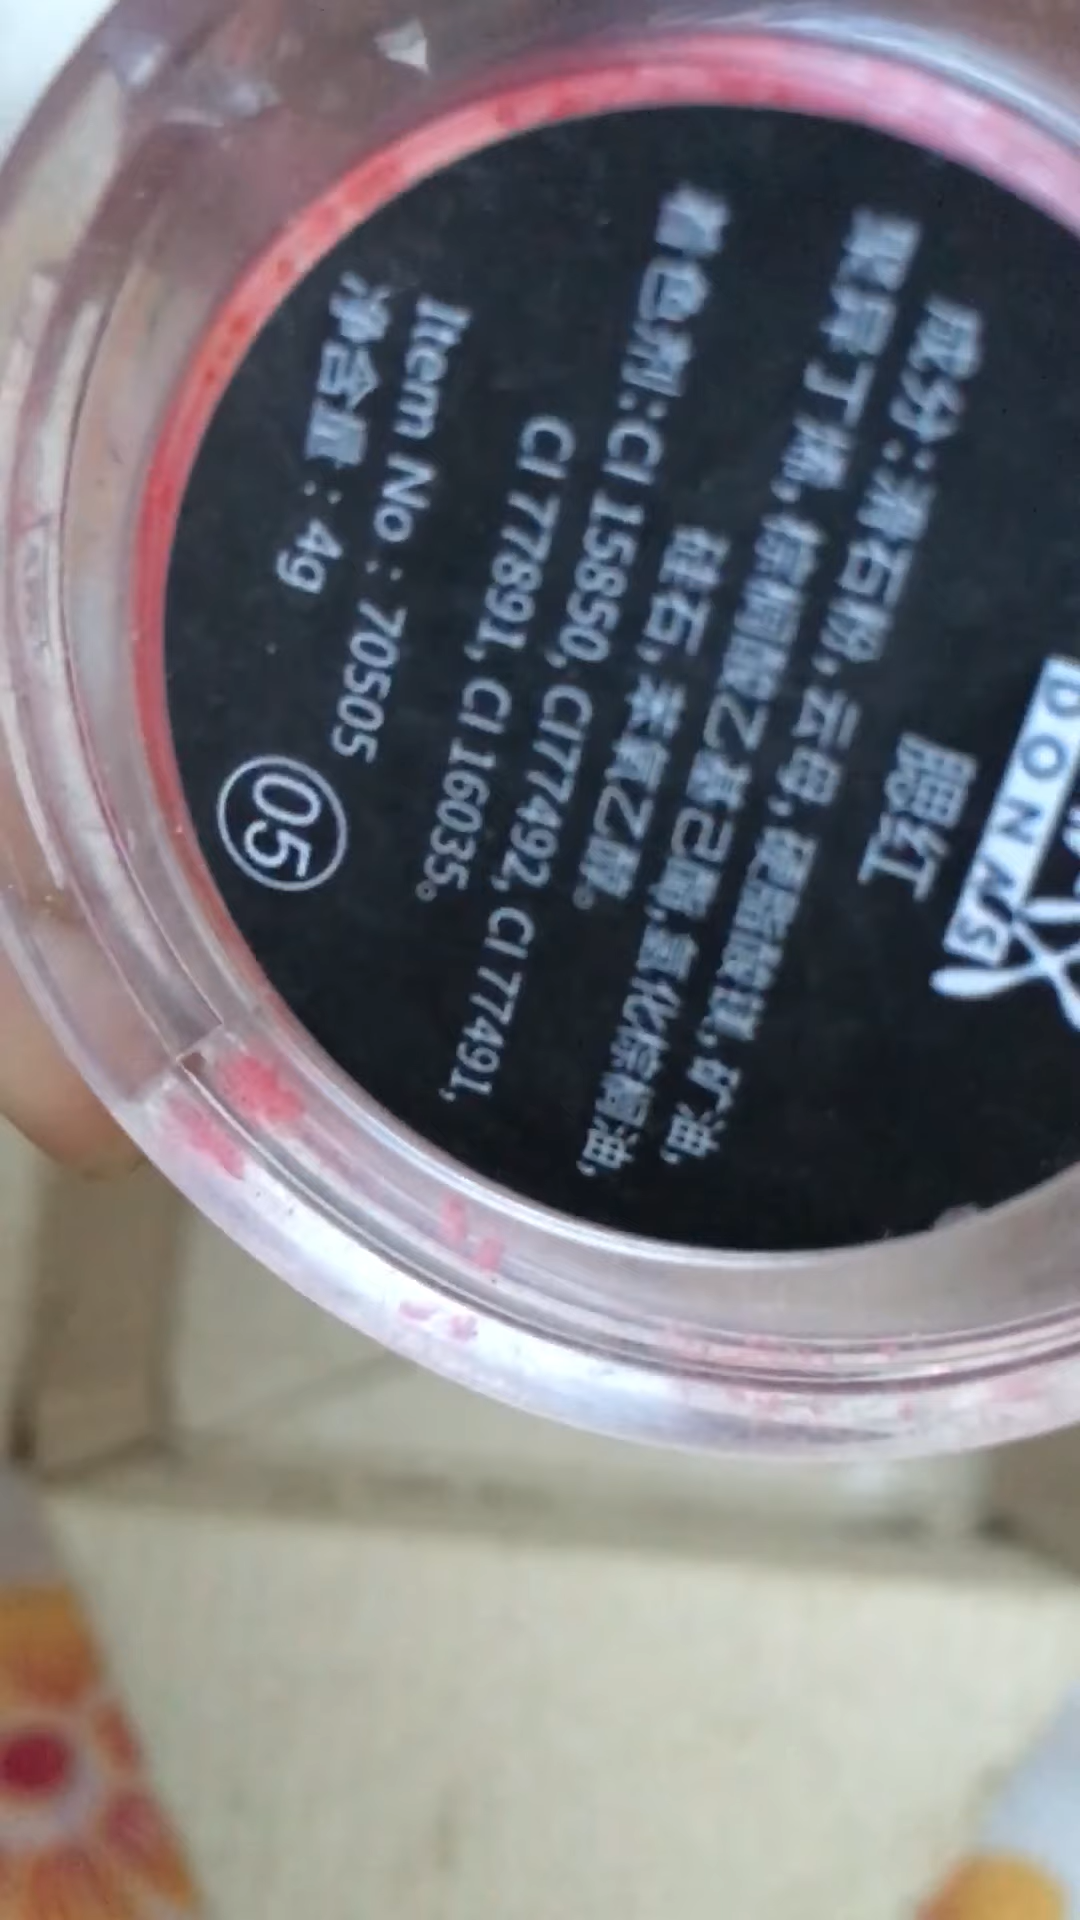 DONAS
腮红
成分:滑石粉,云母,硬脂酸镁,矿油,
聚异丁烯,棕榈酸乙基己酯,氢化棕榈油,
硅石,苯氧乙醇。
着色剂:CI 15850, CI77492, CI 77491,
CI 77891, CI 16035。
Item No : 70505
净含量 : 4g
05